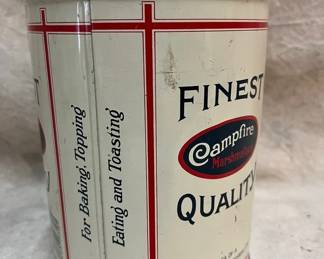 For Baking, Topping
Eating and Toasting
FINEST
Campfire
Marshmallows
QUALITY